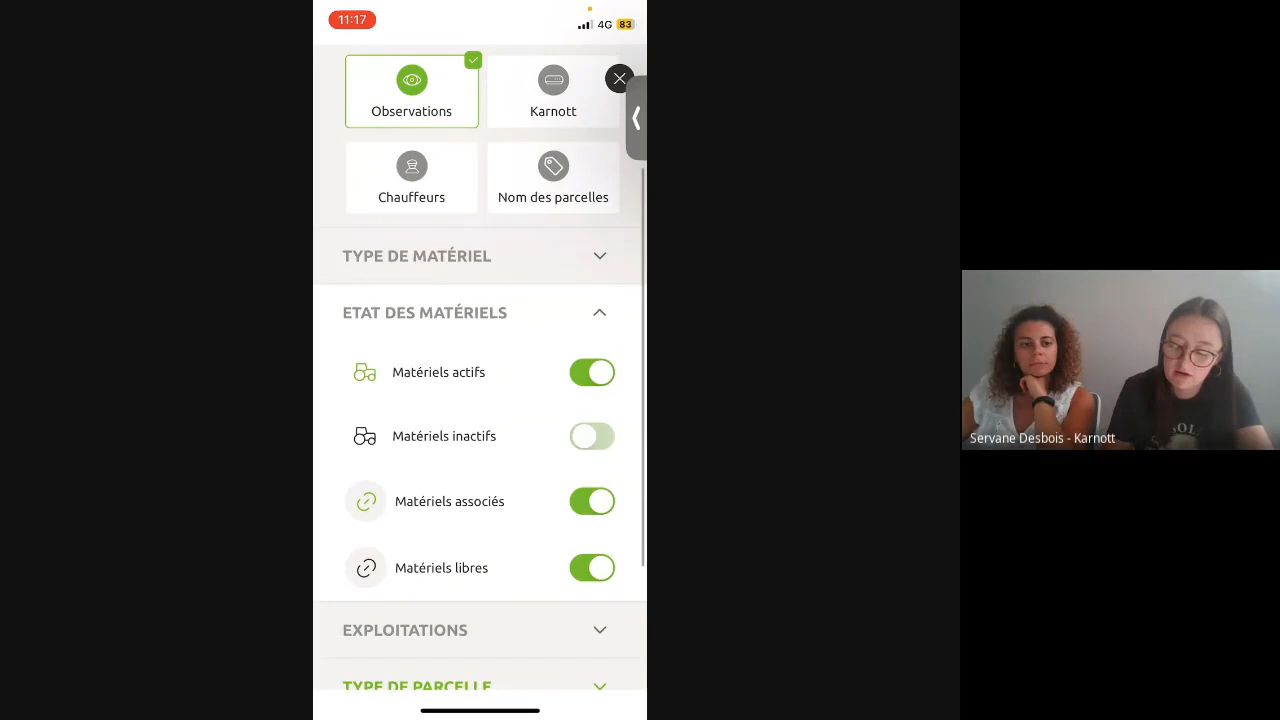 11:17
4G 83
Observations
Karnott
Chauffeurs
Nom des parcelles
TYPE DE MATÉRIEL
ETAT DES MATÉRIELS
Matériels actifs
Matériels inactifs
Matériels associés
Matériels libres
EXPLOITATIONS
TYPE DE PARCELLE
Servane Desbois - Karnott